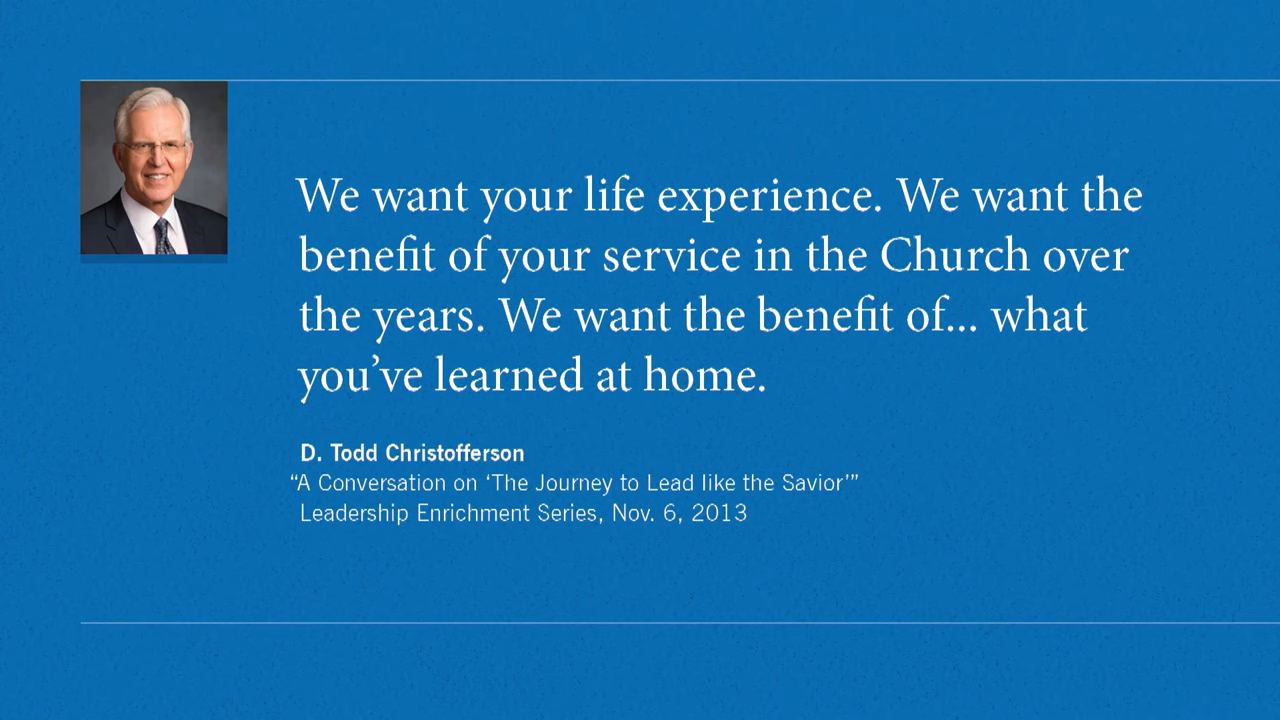 We want your life experience. We want the
benefit of your service in the Church over
the years. We want the benefit of... what
you’ve learned at home.
D. Todd Christofferson
“A Conversation on ‘The Journey to Lead like the Savior’”
Leadership Enrichment Series, Nov. 6, 2013